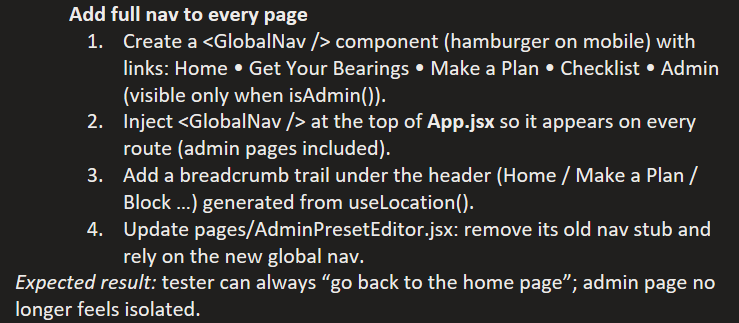 Add full nav to every page
1. Create a <GlobalNav /> component (hamburger on mobile) with
links: Home • Get Your Bearings • Make a Plan • Checklist • Admin
(visible only when isAdmin()).
2. Inject <GlobalNav /> at the top of App.jsx so it appears on every
route (admin pages included).
3. Add a breadcrumb trail under the header (Home / Make a Plan /
Block …) generated from useLocation().
4. Update pages/AdminPresetEditor.jsx: remove its old nav stub and
rely on the new global nav.
Expected result: tester can always “go back to the home page”; admin page no
longer feels isolated.